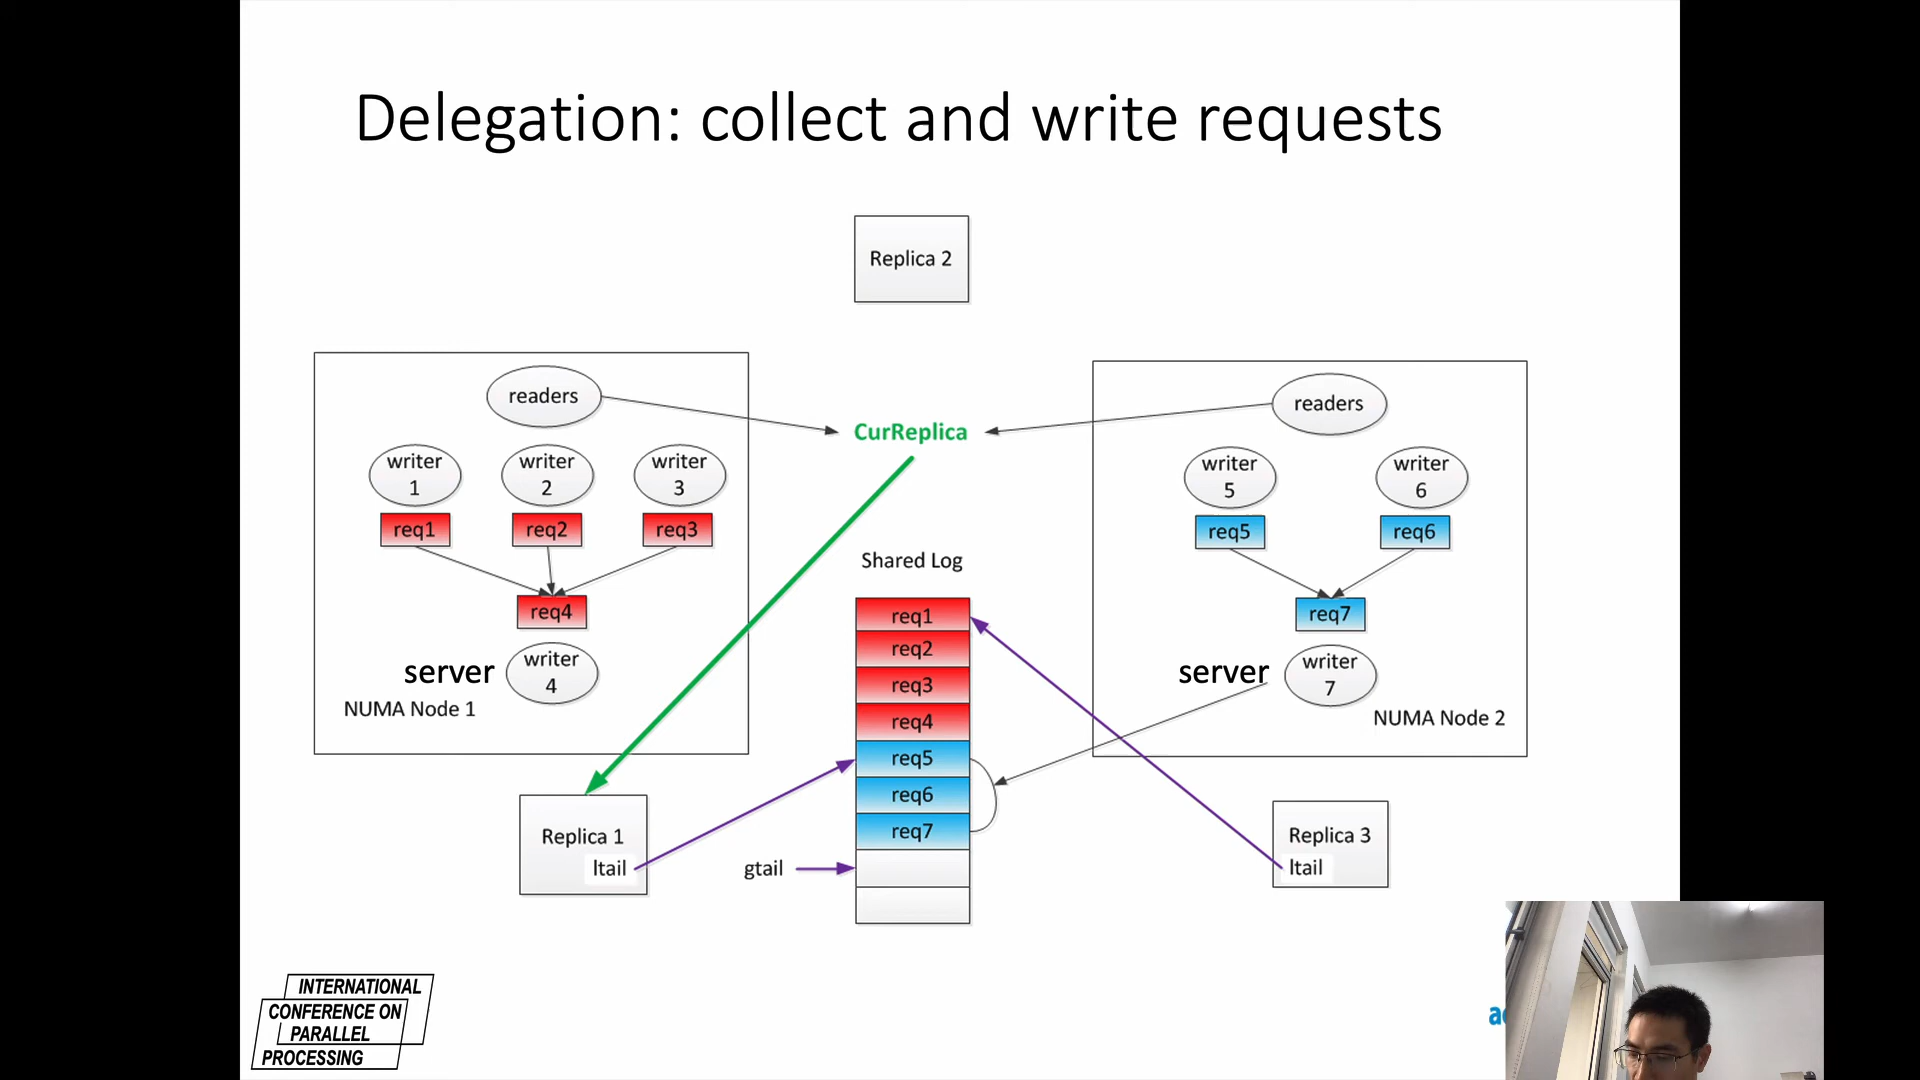 Delegation: collect and write requests
Replica 2
readers
writer
1
writer
2
writer
3
req1
req2
req3
req4
server
writer
4
NUMA Node 1
CurReplica
readers
writer
5
writer
6
req5
req6
req7
server
writer
7
NUMA Node 2
Shared Log
req1
req2
req3
req4
req5
req6
req7
gtail
Replica 1
ltail
Replica 3
ltail
INTERNATIONAL
CONFERENCE ON
PARALLEL
PROCESSING